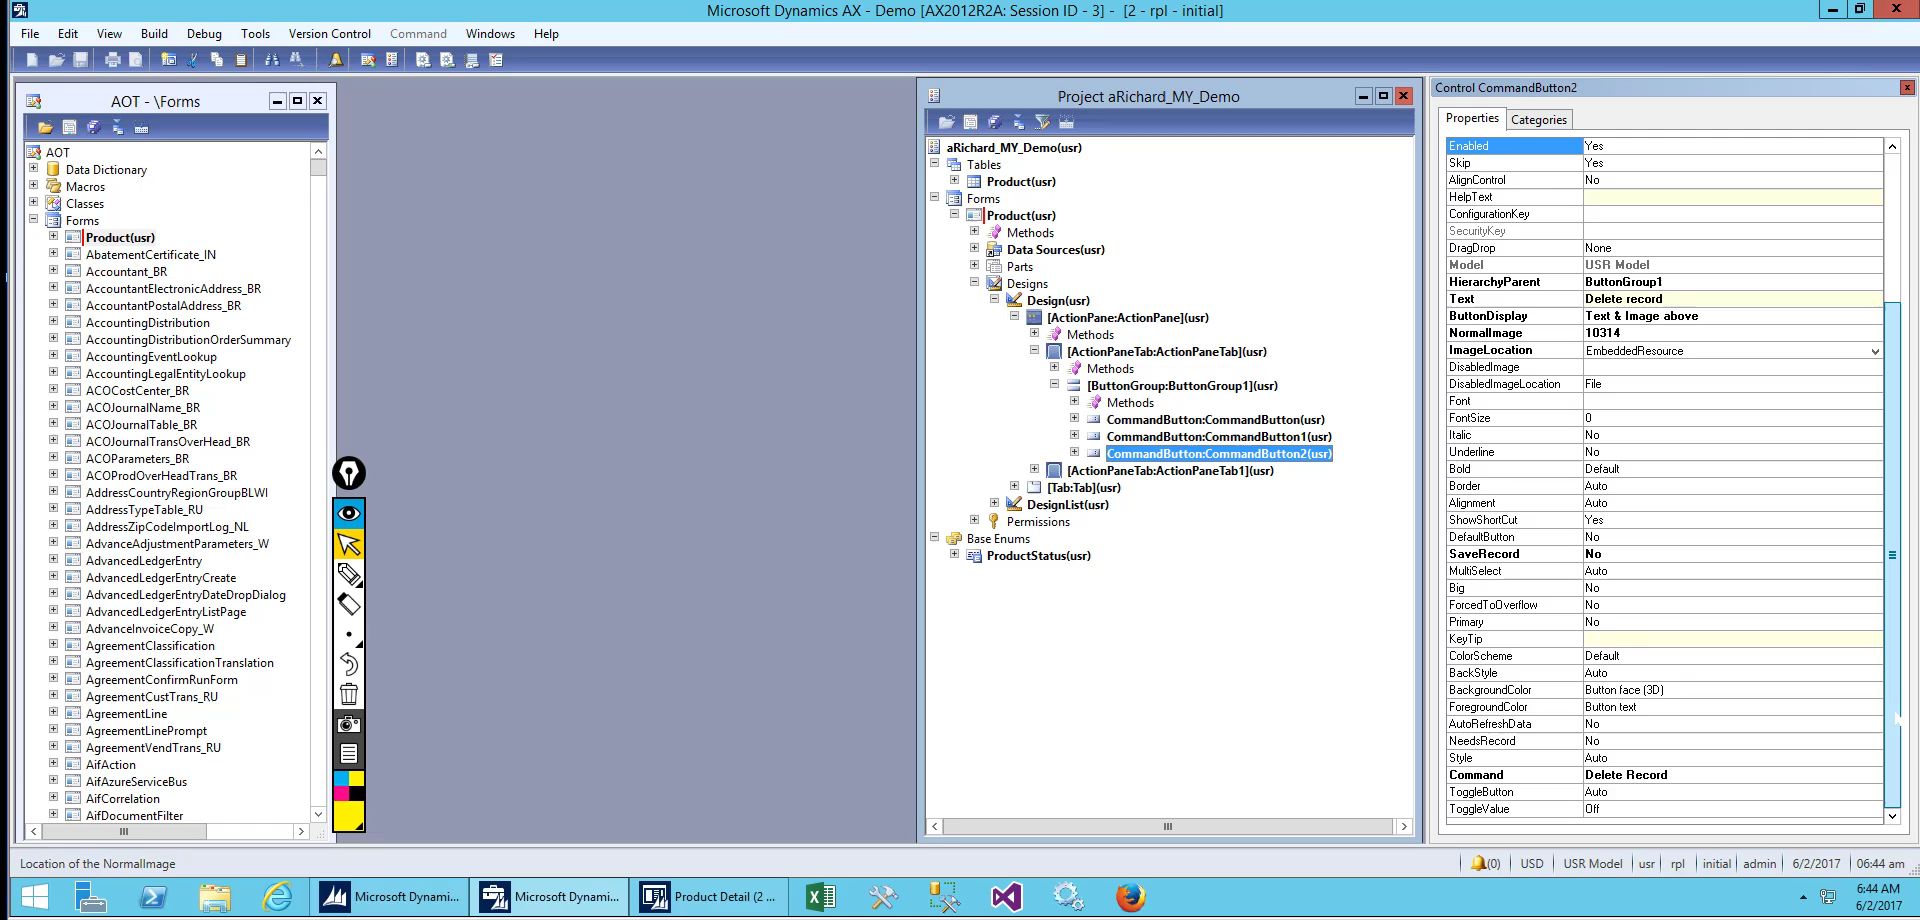 Microsoft Dynamics AX - Demo [AX2012R2A: Session ID - 3] - [2 - rpl - initial]
File Edit View Build Debug Tools Version Control Command Windows Help
AOT - \Forms
AOT
Data Dictionary
Macros
Classes
Forms
Product(usr)
AbatementCertificate_IN
Accountant_BR
AccountantElectronicAddress_BR
AccountantPostalAddress_BR
AccountingDistribution
AccountingDistributionOrderSummary
AccountingEventLookup
AccountingLegalEntityLookup
ACOCostCenter_BR
ACOJournalName_BR
ACOJournalTable_BR
ACOJournalTransOverHead_BR
ACOParameters_BR
ACOProdOverHeadTrans_BR
AddressCountryRegionGroupBLWI
AddressTypeTable_RU
AddressZipCodeImportLog_NL
AdvanceAdjustmentParameters_W
AdvancedLedgerEntry
AdvancedLedgerEntryCreate
AdvancedLedgerEntryDateDropDialog
AdvancedLedgerEntryListPage
AdvanceInvoiceCopy_W
AgreementClassification
AgreementClassificationTranslation
AgreementConfirmRunForm
AgreementCustTrans_RU
AgreementLine
AgreementLinePrompt
AgreementVendTrans_RU
AifAction
AifAzureServiceBus
AifCorrelation
AifDocumentFilter
Project aRichard_MY_Demo
aRichard_MY_Demo(usr)
Tables
Product(usr)
Forms
Product(usr)
Methods
Data Sources(usr)
Parts
Designs
Design(usr)
[ActionPane:ActionPane](usr)
Methods
[ActionPaneTab:ActionPaneTab](usr)
Methods
[ButtonGroup:ButtonGroup1](usr)
Methods
CommandButton:CommandButton(usr)
CommandButton:CommandButton1(usr)
CommandButton:CommandButton2(usr)
[ActionPaneTab:ActionPaneTab1](usr)
[Tab:Tab](usr)
DesignList(usr)
Permissions
Base Enums
ProductStatus(usr)
Control CommandButton2
Properties Categories
Enabled Yes
Skip Yes
AlignControl No
HelpText
ConfigurationKey
SecurityKey
DragDrop None
Model USR Model
HierarchyParent ButtonGroup1
Text Delete record
ButtonDisplay Text & Image above
NormalImage 10314
ImageLocation EmbeddedResource
DisabledImage
DisabledImageLocation File
Font
FontSize 0
Italic No
Underline No
Bold Default
Border Auto
Alignment Auto
ShowShortCut Yes
DefaultButton No
SaveRecord No
MultiSelect Auto
Big No
ForcedToOverflow No
Primary No
KeyTip
ColorScheme Default
BackStyle Auto
BackgroundColor Button face (3D)
ForegroundColor Button text
AutoRefreshData No
NeedsRecord No
Style Auto
Command Delete Record
ToggleButton Auto
ToggleValue Off
Location of the NormalImage
(0) USD USR Model usr rpl initial admin 6/2/2017 06:44 am
Microsoft Dynami... Microsoft Dynami... Product Detail (2 ...
6:44 AM
6/2/2017